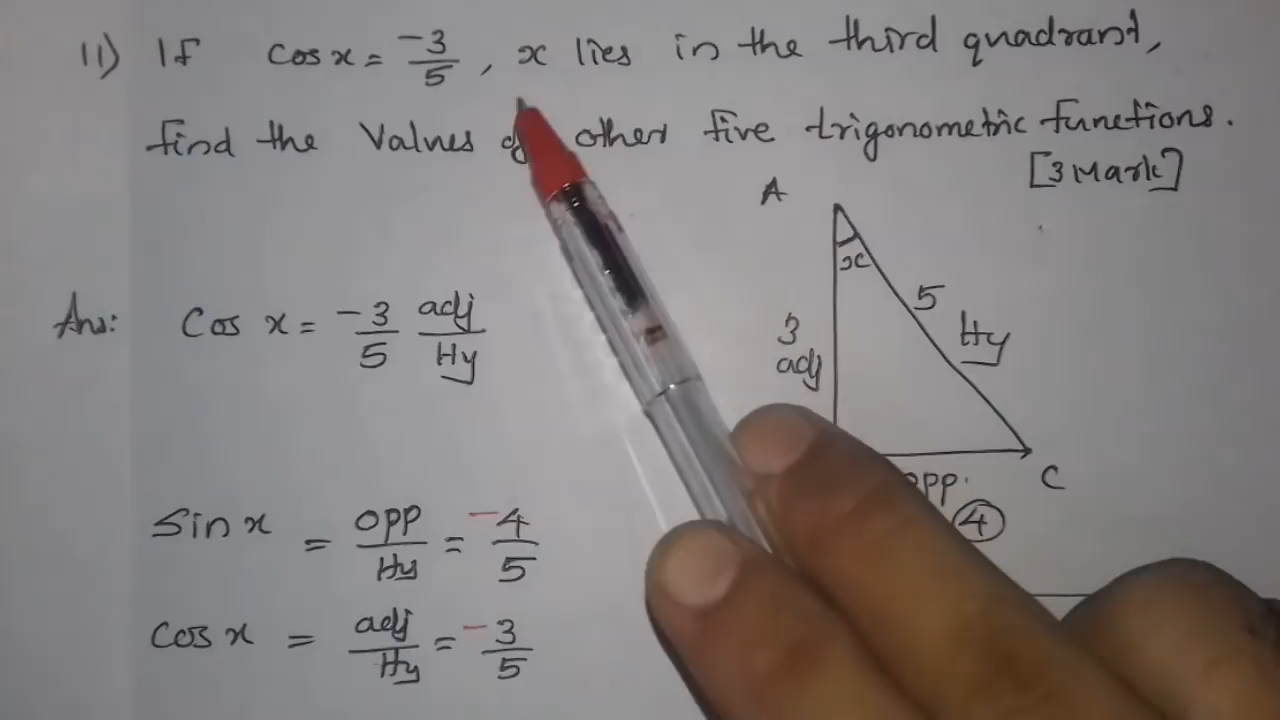 11) If cos x = -3/5, x lies in the third quadrant,
find the values of other five trigonometric functions.
[3 Mark]
A
x
5
Hy
3
adj
C
opp.
4
Ans: Cos x = -3/5 adj/Hy
Sin x = opp/Hy = -4/5
Cos x = adj/Hy = -3/5